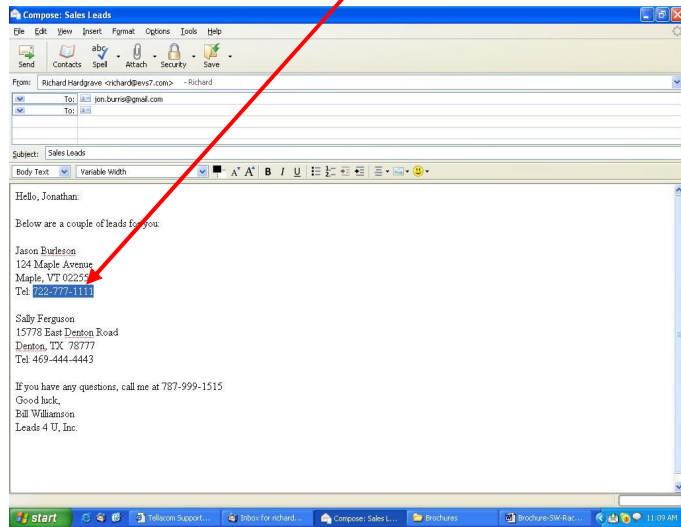 Compose: Sales Leads
File Edit View Insert Format Options Tools Help
Send Contacts Spell Attach Security Save
From: Richard Hardgrave <richard@evs7.com> - Richard
To: jon.burris@gmail.com
To:
Subject: Sales Leads
Body Text Variable Width
Hello, Jonathan:
Below are a couple of leads for you:
Jason Burleson
124 Maple Avenue
Maple, VT 02255
Tel: 722-777-1111
Sally Ferguson
15778 East Denton Road
Denton, TX 78777
Tel: 469-444-4443
If you have any questions, call me at 787-999-1515
Good luck,
Bill Williamson
Leads 4 U, Inc.
start Tellacom Support... Inbox for richard... Compose: Sales L... Brochures Brochure-SW-Rac... 11:09 AM